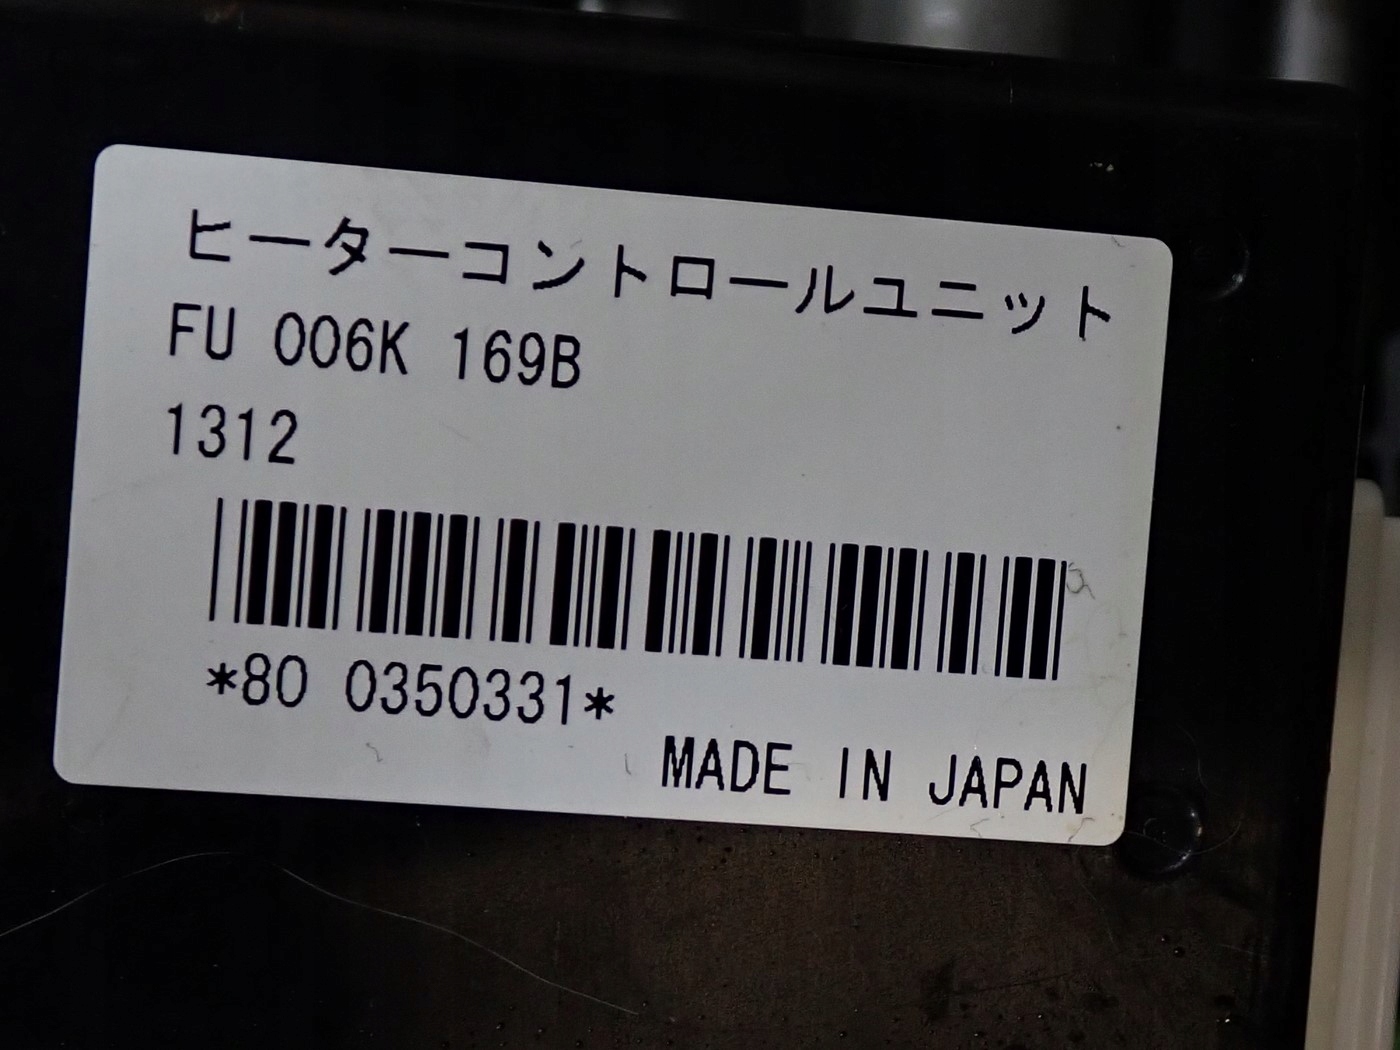 ヒーターコントロールユニット
FU 006K 169B
1312
*80 0350331*
MADE IN JAPAN